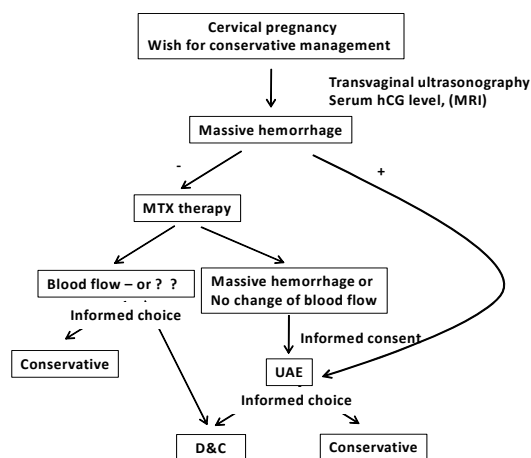 Cervical pregnancy
Wish for conservative management
Transvaginal ultrasonography
Serum hCG level, (MRI)
Massive hemorrhage
-
+
MTX therapy
Blood flow – or ? ?
Massive hemorrhage or
No change of blood flow
Informed choice
Informed consent
Conservative
UAE
Informed choice
D&C
Conservative